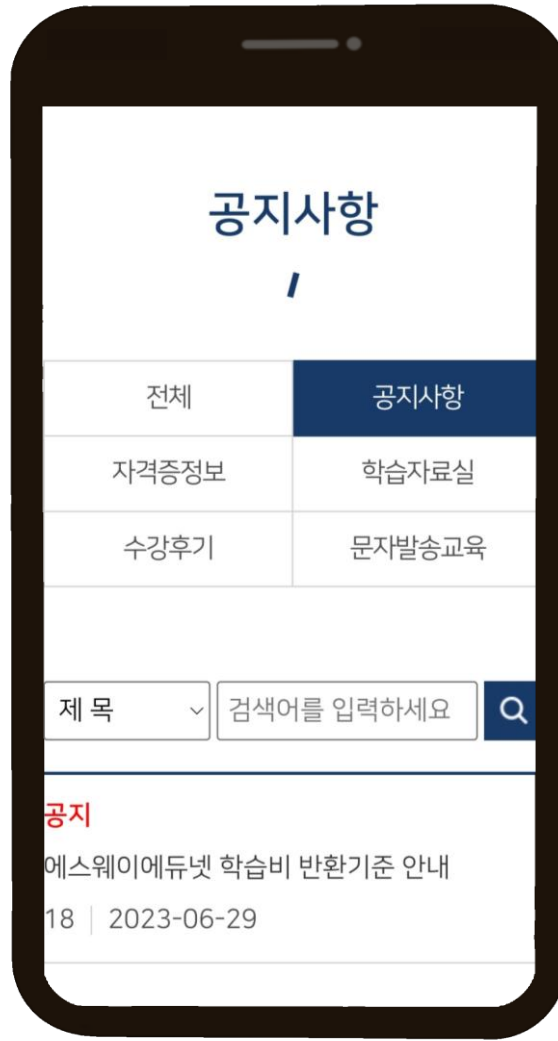 공지사항
전체 공지사항
자격증정보 학습자료실
수강후기 문자발송교육
제 목 검색어를 입력하세요
공지
에스웨이에듀넷 학습비 반환기준 안내
18 2023-06-29